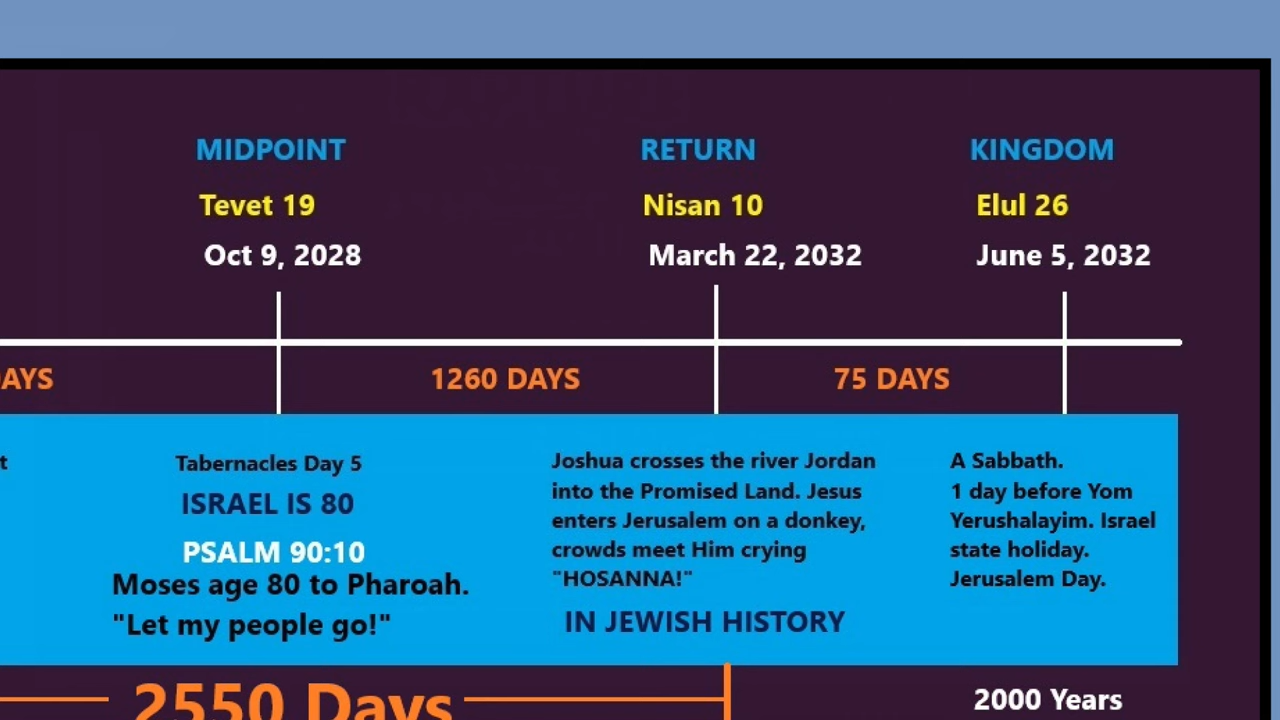 MIDPOINT
Tevet 19
Oct 9, 2028
RETURN
Nisan 10
March 22, 2032
KINGDOM
Elul 26
June 5, 2032
AYS
1260 DAYS
75 DAYS
t
Tabernacles Day 5
ISRAEL IS 80
PSALM 90:10
Moses age 80 to Pharoah.
"Let my people go!"
Joshua crosses the river Jordan
into the Promised Land. Jesus
enters Jerusalem on a donkey,
crowds meet Him crying
"HOSANNA!"
IN JEWISH HISTORY
A Sabbath.
1 day before Yom
Yerushalayim. Israel
state holiday.
Jerusalem Day.
2550 Days
2000 Years